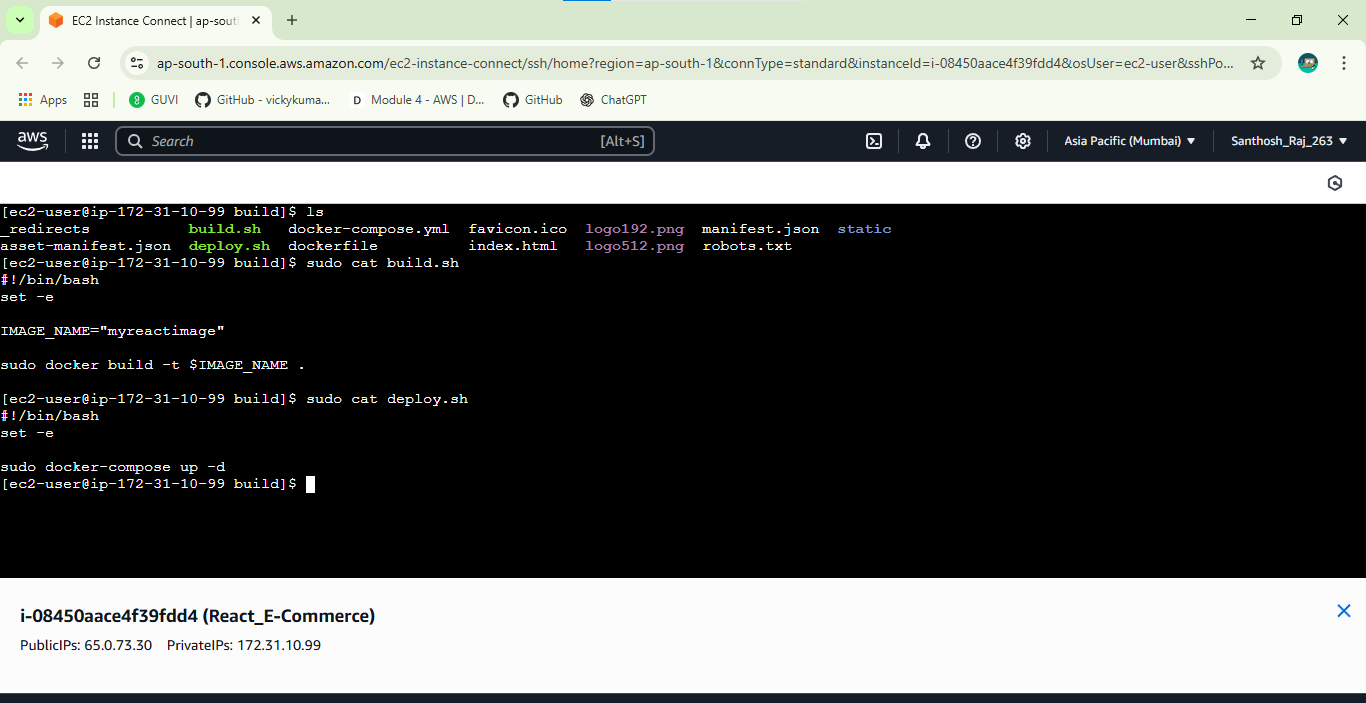 EC2 Instance Connect | ap-sout
ap-south-1.console.aws.amazon.com/ec2-instance-connect/ssh/home?region=ap-south-1&connType=standard&instanceId=i-08450aace4f39fdd4&osUser=ec2-user&sshPo...
Apps
GUVI
GitHub - vickykuma...
D Module 4 - AWS | D...
GitHub
ChatGPT
aws
Search [Alt+S]
Asia Pacific (Mumbai)
Santhosh_Raj_263
[ec2-user@ip-172-31-10-99 build]$ ls
_redirects build.sh docker-compose.yml favicon.ico logo192.png manifest.json static
asset-manifest.json deploy.sh dockerfile index.html logo512.png robots.txt
[ec2-user@ip-172-31-10-99 build]$ sudo cat build.sh
#!/bin/bash
set -e
IMAGE_NAME="myreactimage"
sudo docker build -t $IMAGE_NAME .
[ec2-user@ip-172-31-10-99 build]$ sudo cat deploy.sh
#!/bin/bash
set -e
sudo docker-compose up -d
[ec2-user@ip-172-31-10-99 build]$
i-08450aace4f39fdd4 (React_E-Commerce)
PublicIPs: 65.0.73.30 PrivateIPs: 172.31.10.99